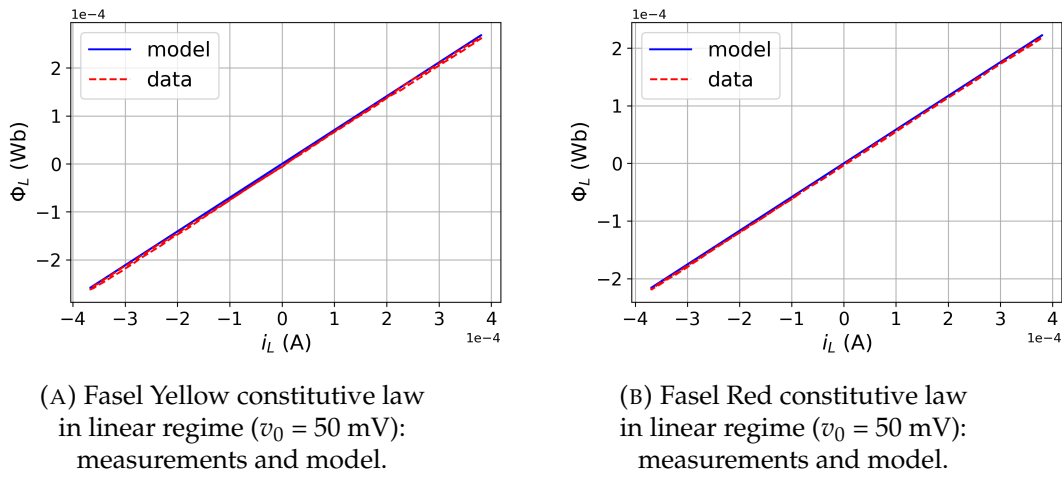 1e−4
model
data
2
1
0
−1
−2
Φ_L (Wb)
−4 −3 −2 −1 0 1 2 3 4
i_L (A)
1e−4
(A) Fasel Yellow constitutive law
in linear regime (v₀ = 50 mV):
measurements and model.
1e−4
model
data
2
1
0
−1
−2
Φ_L (Wb)
−4 −3 −2 −1 0 1 2 3 4
i_L (A)
1e−4
(B) Fasel Red constitutive law
in linear regime (v₀ = 50 mV):
measurements and model.